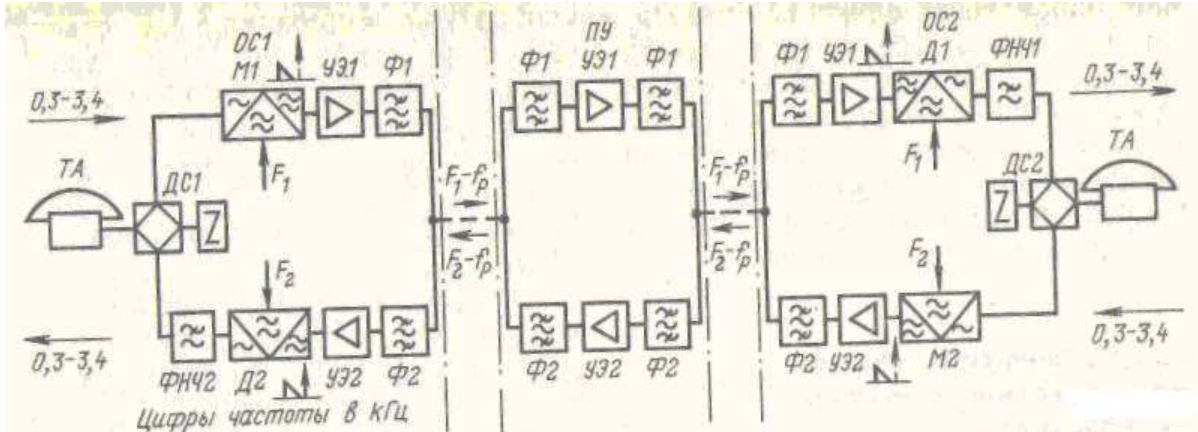 ОС1 ПУ ОС2
М1 УЭ1 Ф1 Ф1 УЭ1 Ф1 Ф1 УЭ1 Д1 ФНЧ1
0,3-3,4 0,3-3,4
F₁ F₁
ТА ДС1 F₁-fₚ F₁-fₚ ДС2 ТА
Z Z
F₂ F₂-fₚ F₂-fₚ F₂
0,3-3,4 0,3-3,4
ФНЧ2 Д2 УЭ2 Ф2 Ф2 УЭ2 Ф2 Ф2 УЭ2 М2
Цифры частоты в кГц